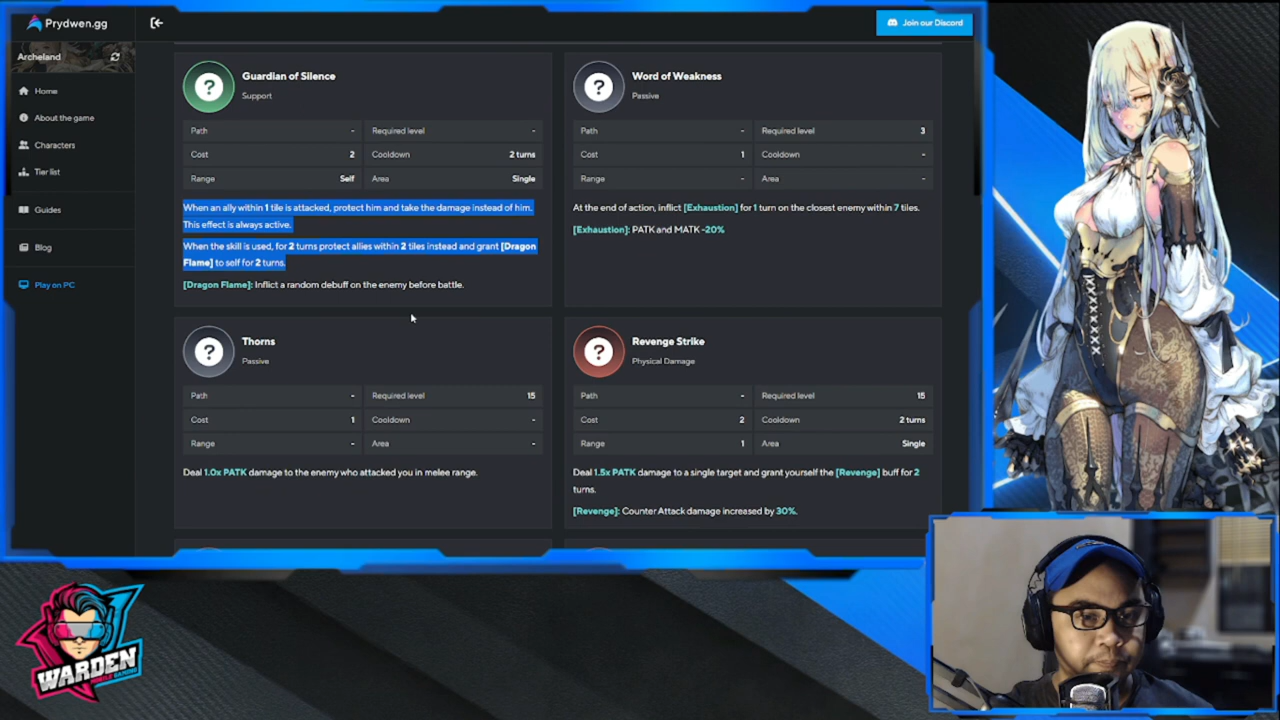 Prydwen.gg
Join our Discord
Archeland
Home
About the game
Characters
Tier list
Guides
Blog
Play on PC
Guardian of Silence
Support
Path -
Required level -
Cost 2
Cooldown 2 turns
Range Self
Area Single
When an ally within 1 tile is attacked, protect him and take the damage instead of him.
This effect is always active.
When the skill is used, for 2 turns protect allies within 2 tiles instead and grant [Dragon
Flame] to self for 2 turns.
[Dragon Flame]: Inflict a random debuff on the enemy before battle.
Word of Weakness
Passive
Path -
Required level 3
Cost 1
Cooldown -
Range -
Area -
At the end of action, inflict [Exhaustion] for 1 turn on the closest enemy within 7 tiles.
[Exhaustion]: PATK and MATK -20%
Thorns
Passive
Path -
Required level 15
Cost 1
Cooldown -
Range -
Area -
Deal 1.0x PATK damage to the enemy who attacked you in melee range.
Revenge Strike
Physical Damage
Path -
Required level 15
Cost 2
Cooldown 2 turns
Range 1
Area Single
Deal 1.5x PATK damage to a single target and grant yourself the [Revenge] buff for 2
turns.
[Revenge]: Counter Attack damage increased by 30%.
WARDEN
MOBILE GAMING